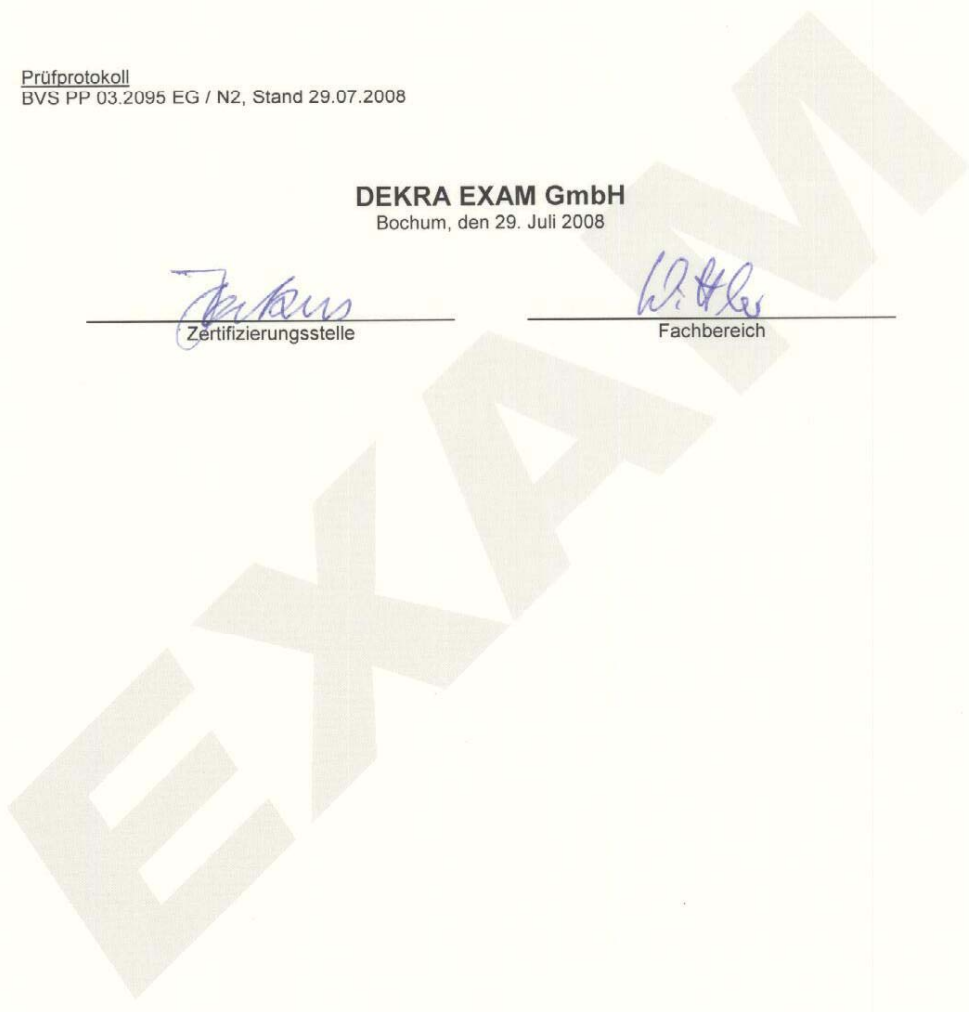 Prüfprotokoll
BVS PP 03.2095 EG / N2, Stand 29.07.2008
DEKRA EXAM GmbH
Bochum, den 29. Juli 2008
Wittler
Zertifizierungsstelle
Fachbereich
EXAM